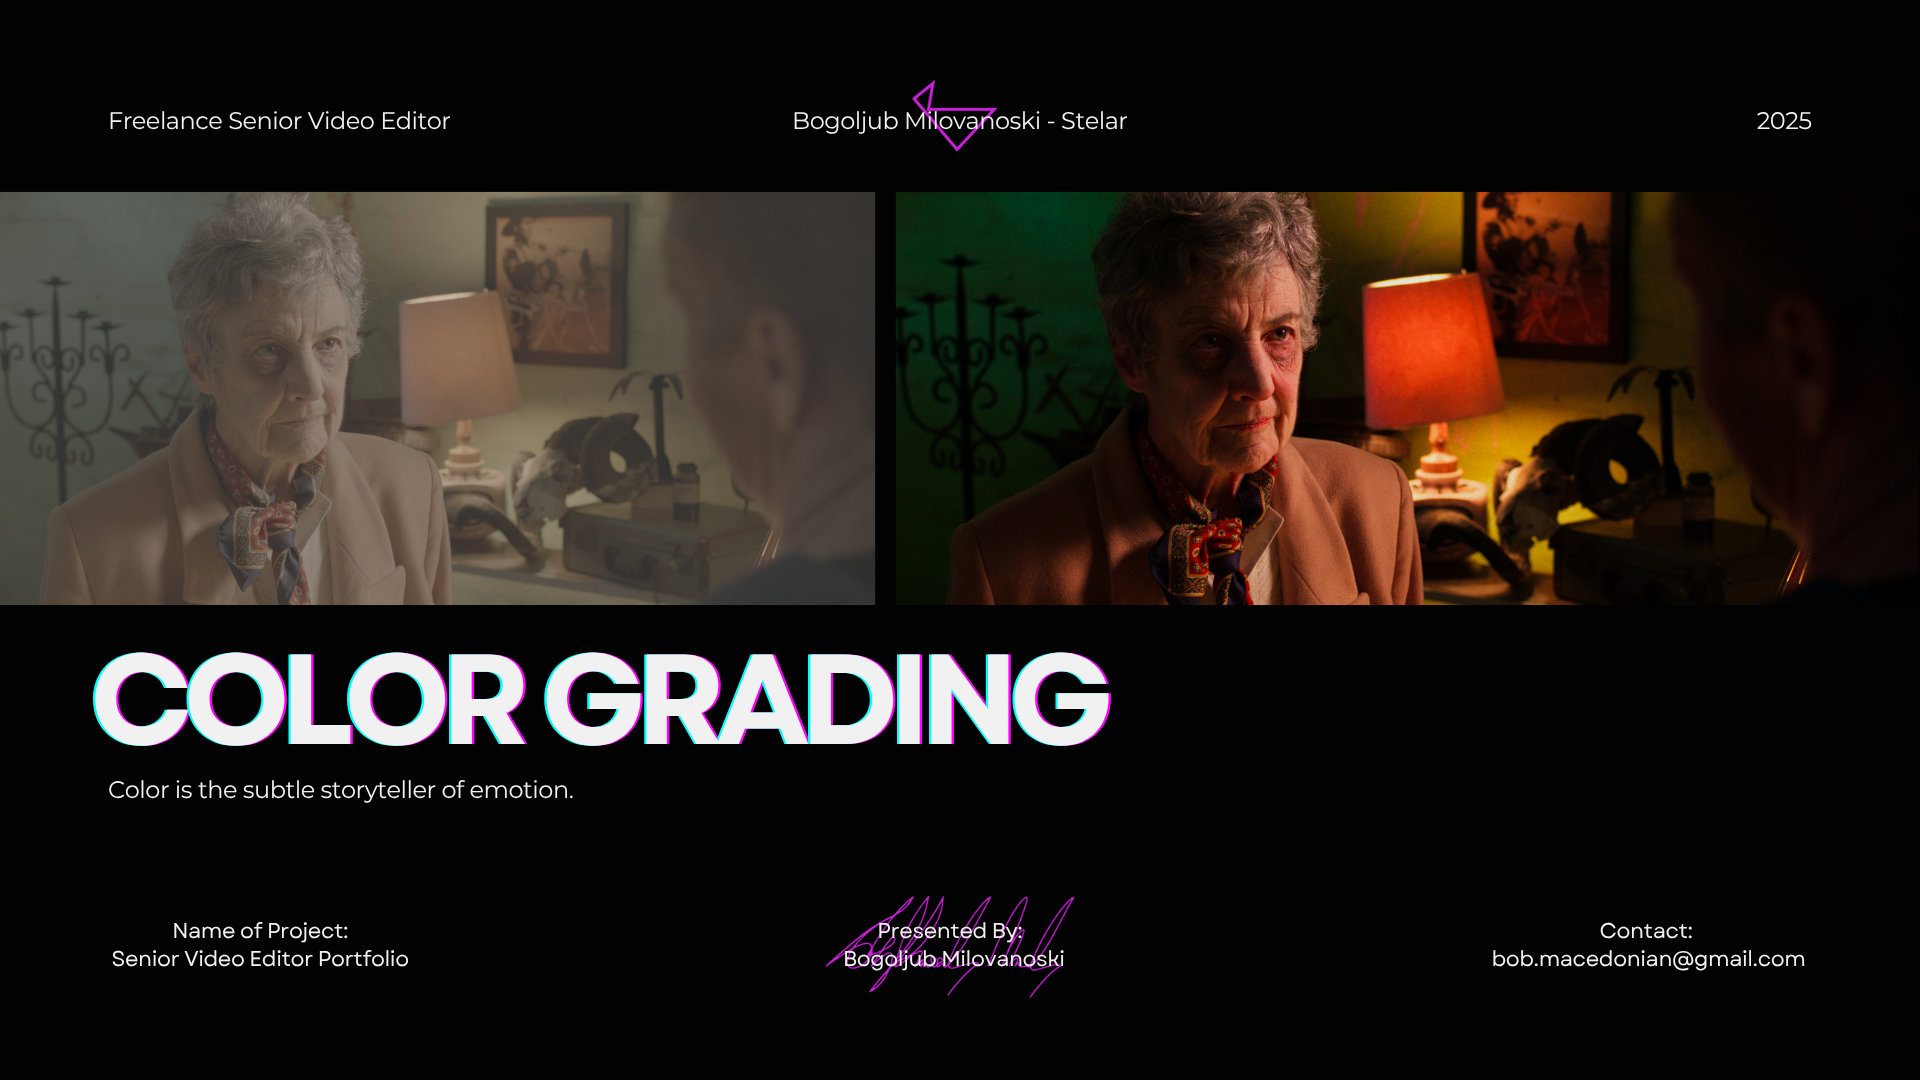 Freelance Senior Video Editor
Bogoljub Milovanoski - Stelar
2025
COLOR GRADING
Color is the subtle storyteller of emotion.
Name of Project:
Senior Video Editor Portfolio
Presented By:
Bogoljub Milovanoski
Contact:
bob.macedonian@gmail.com